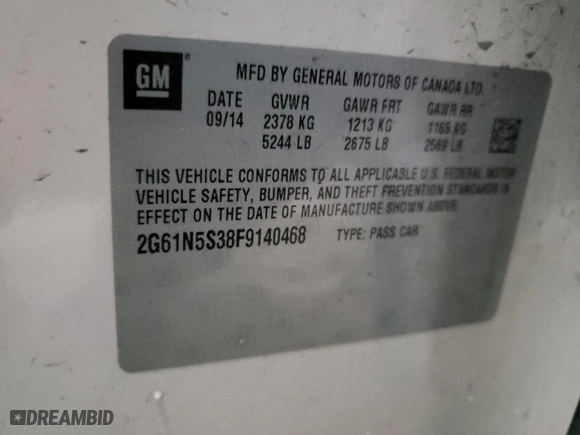 GM
MFD BY GENERAL MOTORS OF CANADA LTD.
DATE GVWR GAWR FRT GAWR RR
09/14 2378 KG 1213 KG 1165 KG
5244 LB 2675 LB 2569 LB
THIS VEHICLE CONFORMS TO ALL APPLICABLE U.S. FEDERAL MOTOR
VEHICLE SAFETY, BUMPER, AND THEFT PREVENTION STANDARDS IN
EFFECT ON THE DATE OF MANUFACTURE SHOWN ABOVE.
2G61N5S38F9140468 TYPE: PASS CAR
DREAMBID